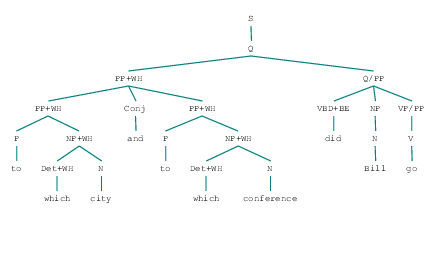 S
Q
PP+WH Q/PP
PP+WH Conj PP+WH VBD+BE NP VP/PP
P NP+WH and P NP+WH did N V
to Det+WH N to Det+WH N Bill go
which city which conference